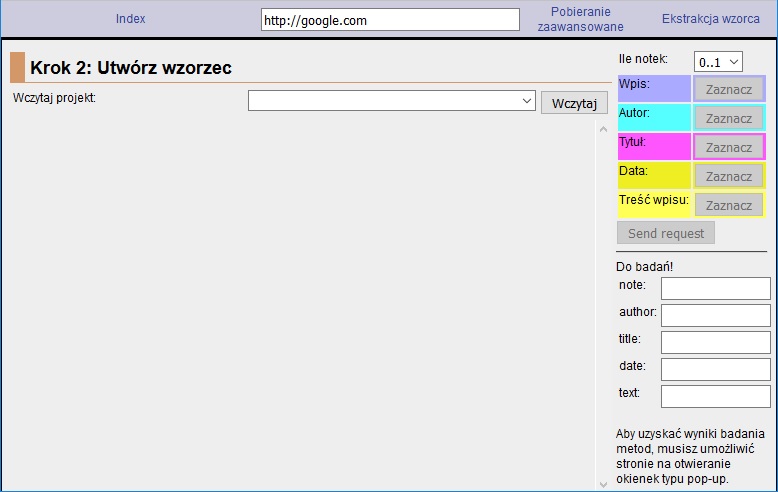 Index
http://google.com
Pobieranie
zaawansowane
Ekstrakcja wzorca
Krok 2: Utwórz wzorzec
Wczytaj projekt:
Wczytaj
Ile notek:
0..1
Wpis:
Zaznacz
Autor:
Zaznacz
Tytuł:
Zaznacz
Data:
Zaznacz
Treść wpisu:
Zaznacz
Send request
Do badań!
note:
author:
title:
date:
text:
Aby uzyskać wyniki badania
metod, musisz umożliwić
stronie na otwieranie
okienek typu pop-up.